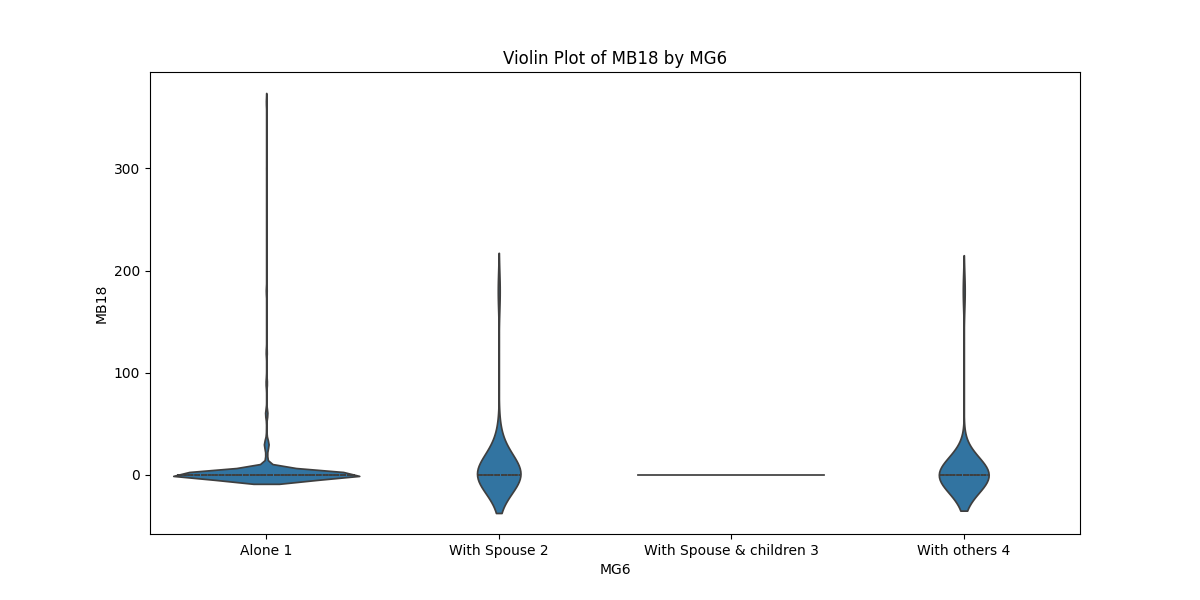 Violin Plot of MB18 by MG6
300
200
100
0
MB18
Alone 1
With Spouse 2
With Spouse & children 3
With others 4
MG6